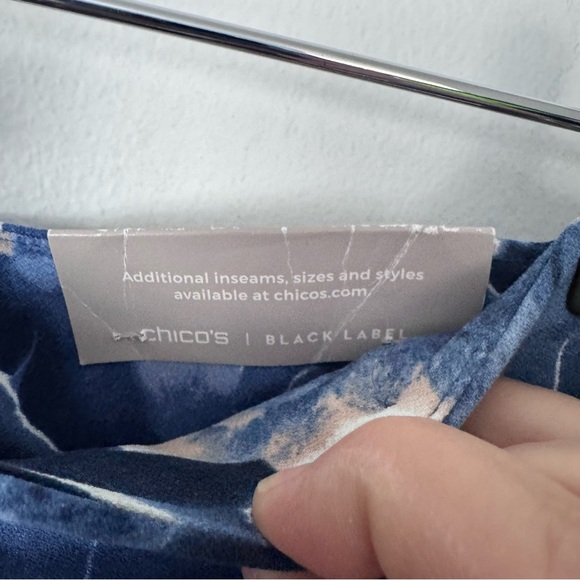 Additional inseams, sizes and styles
available at chicos.com.
CHICO'S | BLACK LABEL